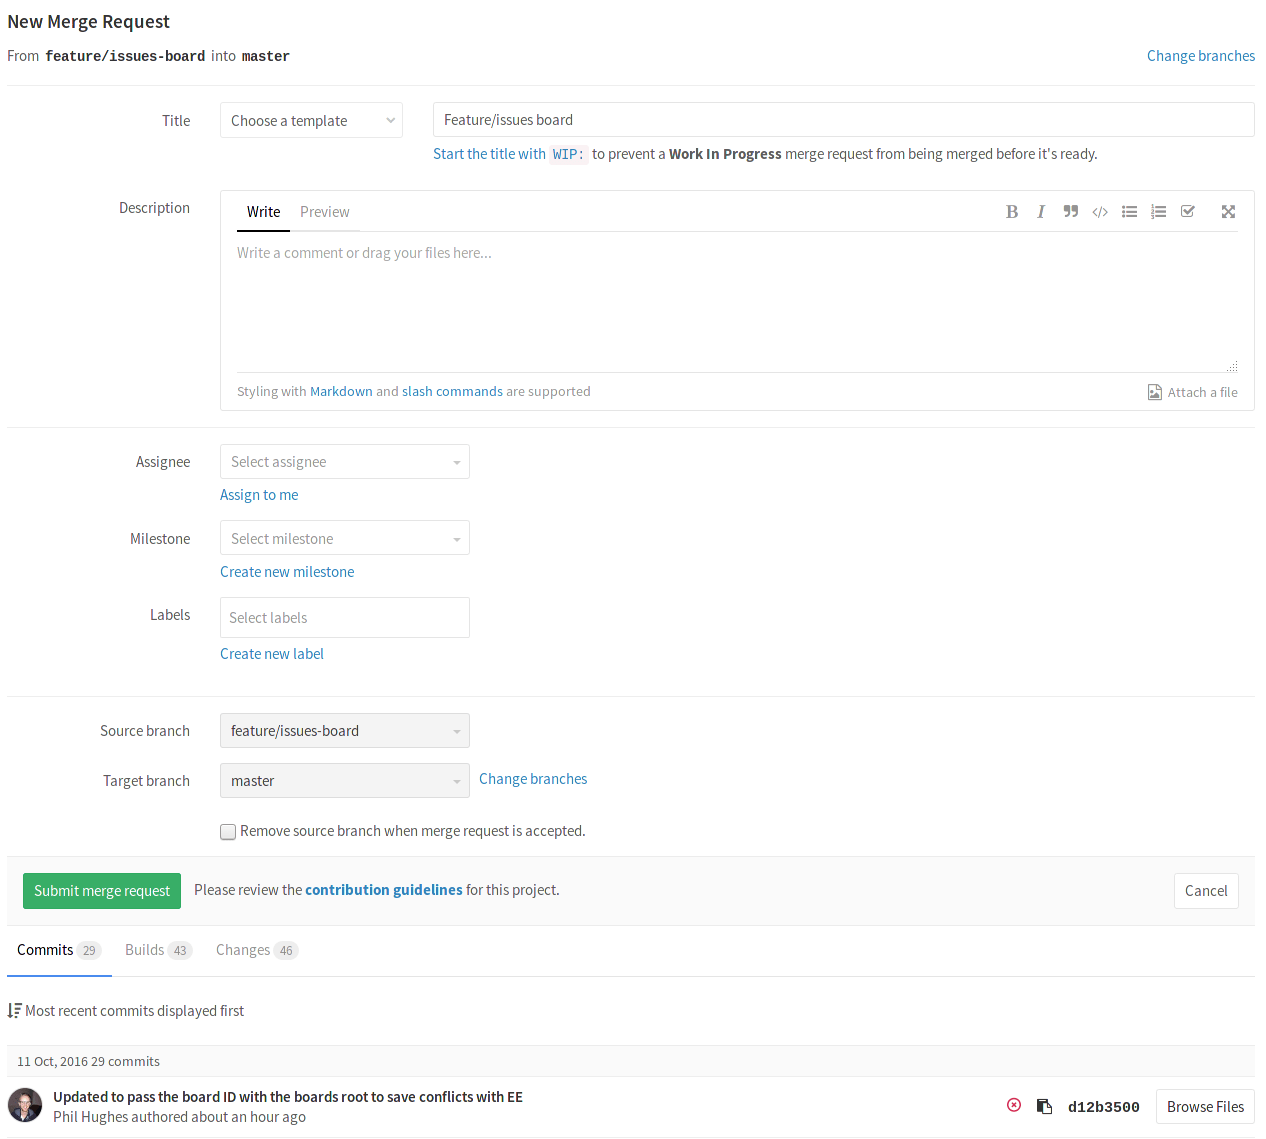 New Merge Request
From feature/issues-board into master
Change branches
Title
Choose a template
Feature/issues board
Start the title with WIP: to prevent a Work In Progress merge request from being merged before it's ready.
Description
Write
Preview
B I
Write a comment or drag your files here...
Styling with Markdown and slash commands are supported
Attach a file
Assignee
Select assignee
Assign to me
Milestone
Select milestone
Create new milestone
Labels
Select labels
Create new label
Source branch
feature/issues-board
Target branch
master
Change branches
Remove source branch when merge request is accepted.
Submit merge request
Please review the contribution guidelines for this project.
Cancel
Commits 29
Builds 43
Changes 46
Most recent commits displayed first
11 Oct, 2016 29 commits
Updated to pass the board ID with the boards root to save conflicts with EE
Phil Hughes authored about an hour ago
d12b3500
Browse Files